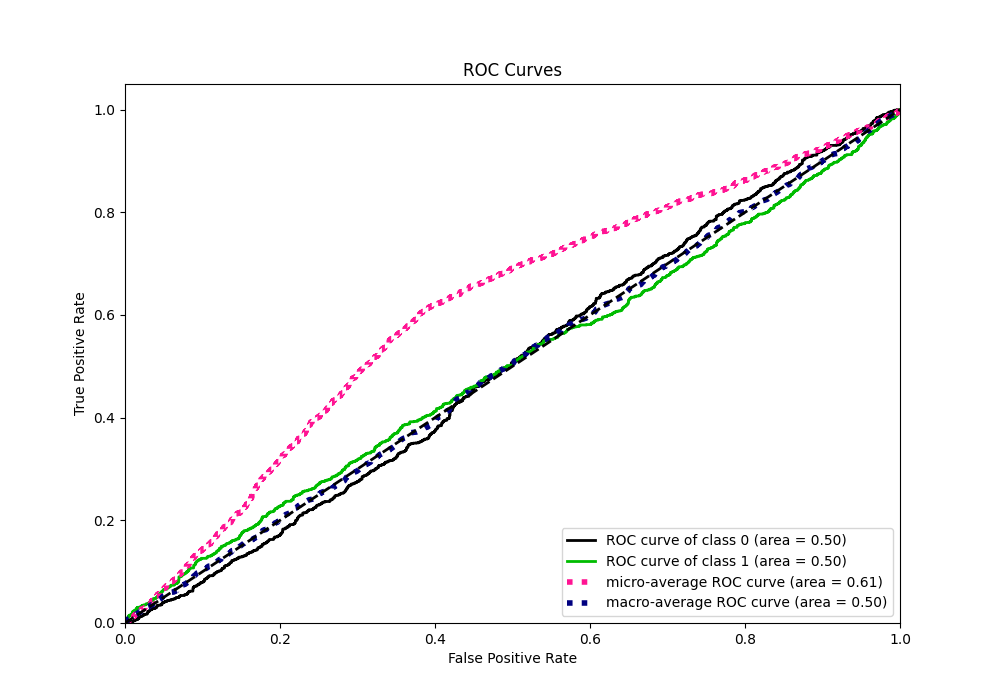 ROC Curves
True Positive Rate
1.0
0.8
0.6
0.4
0.2
0.0
0.0 0.2 0.4 0.6 0.8 1.0
False Positive Rate
ROC curve of class 0 (area = 0.50)
ROC curve of class 1 (area = 0.50)
micro-average ROC curve (area = 0.61)
macro-average ROC curve (area = 0.50)